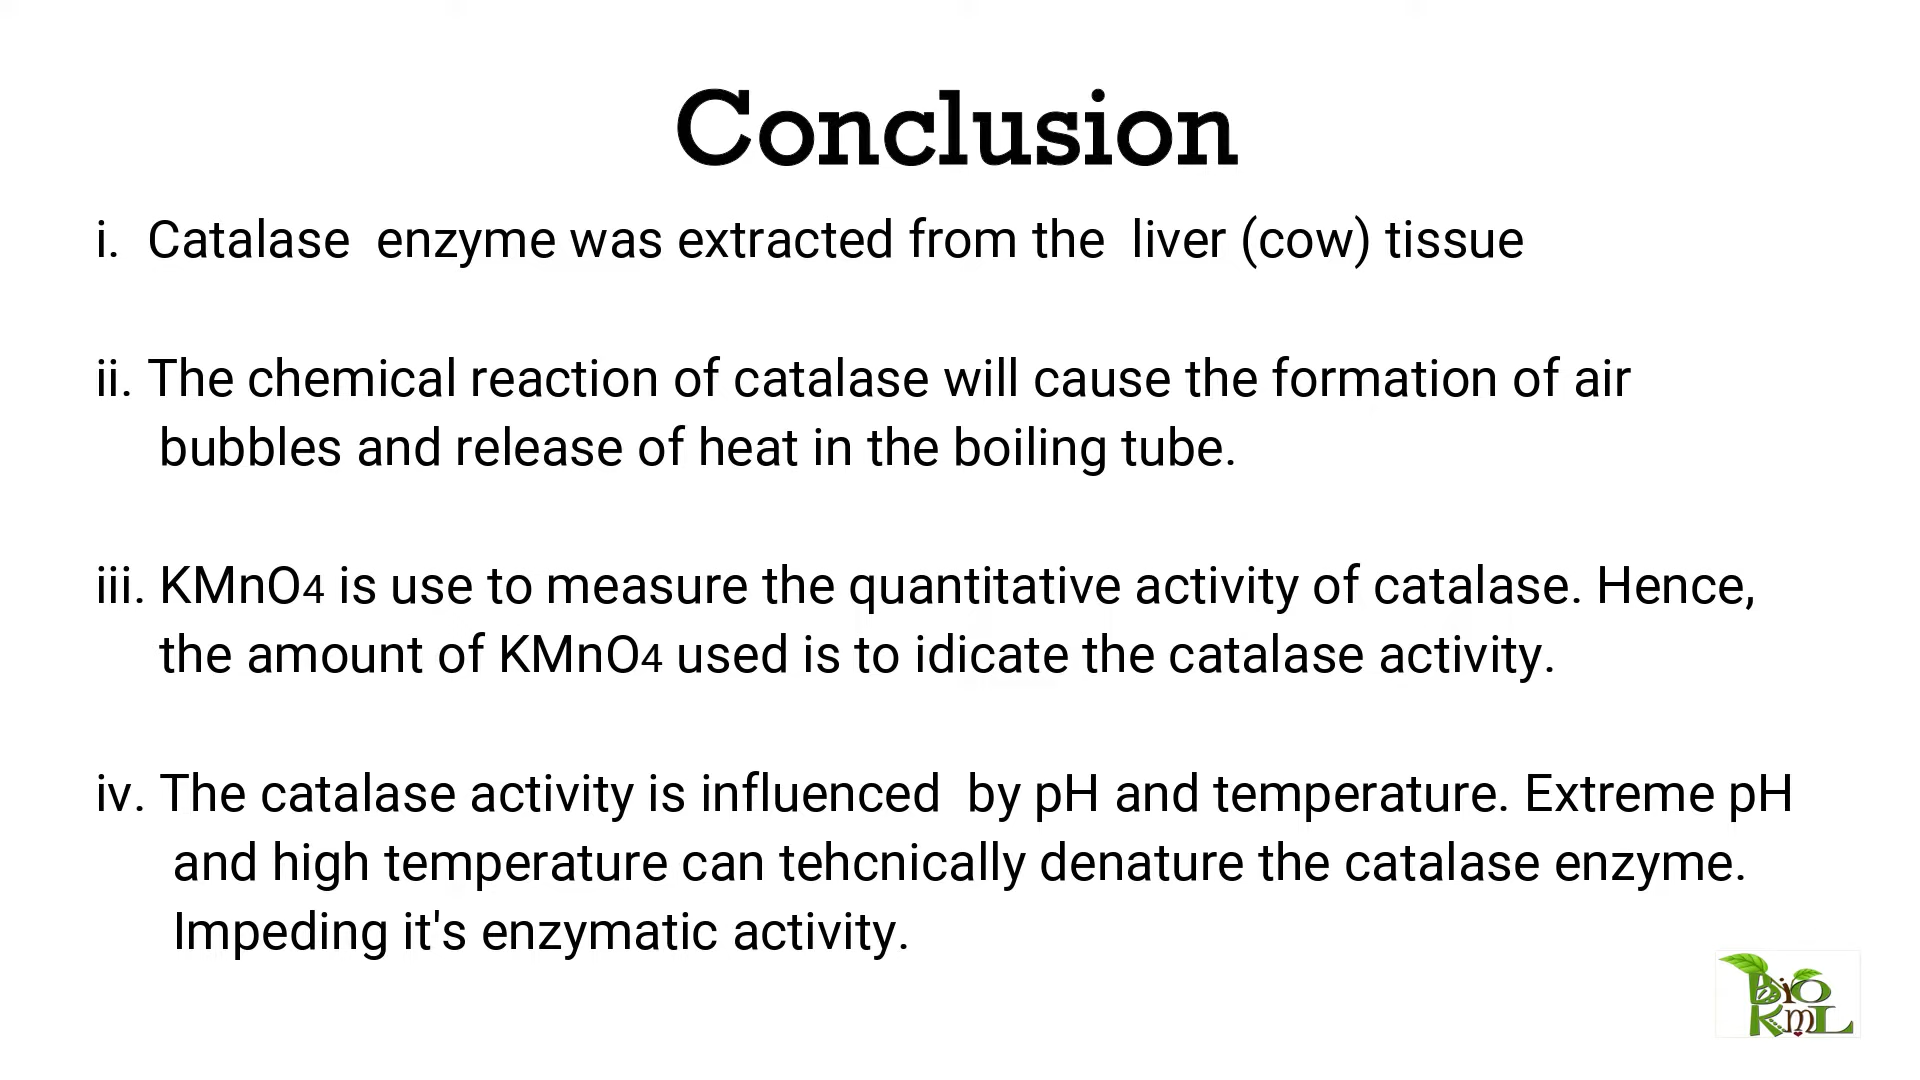 Conclusion
i. Catalase enzyme was extracted from the liver (cow) tissue
ii. The chemical reaction of catalase will cause the formation of air
bubbles and release of heat in the boiling tube.
iii. KMnO4 is use to measure the quantitative activity of catalase. Hence,
the amount of KMnO4 used is to idicate the catalase activity.
iv. The catalase activity is influenced by pH and temperature. Extreme pH
and high temperature can tehcnically denature the catalase enzyme.
Impeding it's enzymatic activity.
BiO
KmL